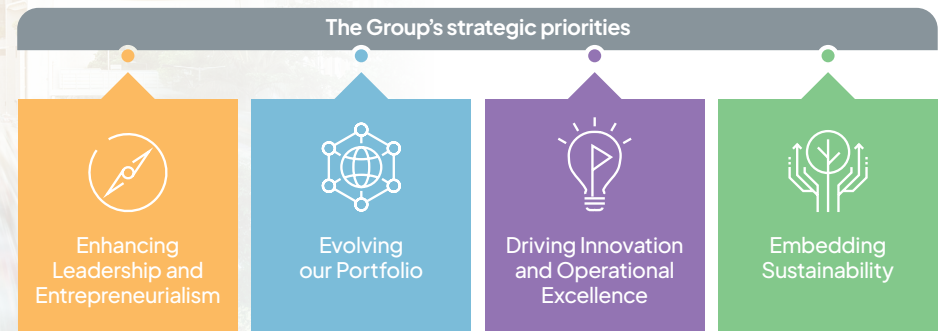 The Group's strategic priorities
Enhancing
Leadership and
Entrepreneurialism
Evolving
our Portfolio
Driving Innovation
and Operational
Excellence
Embedding
Sustainability